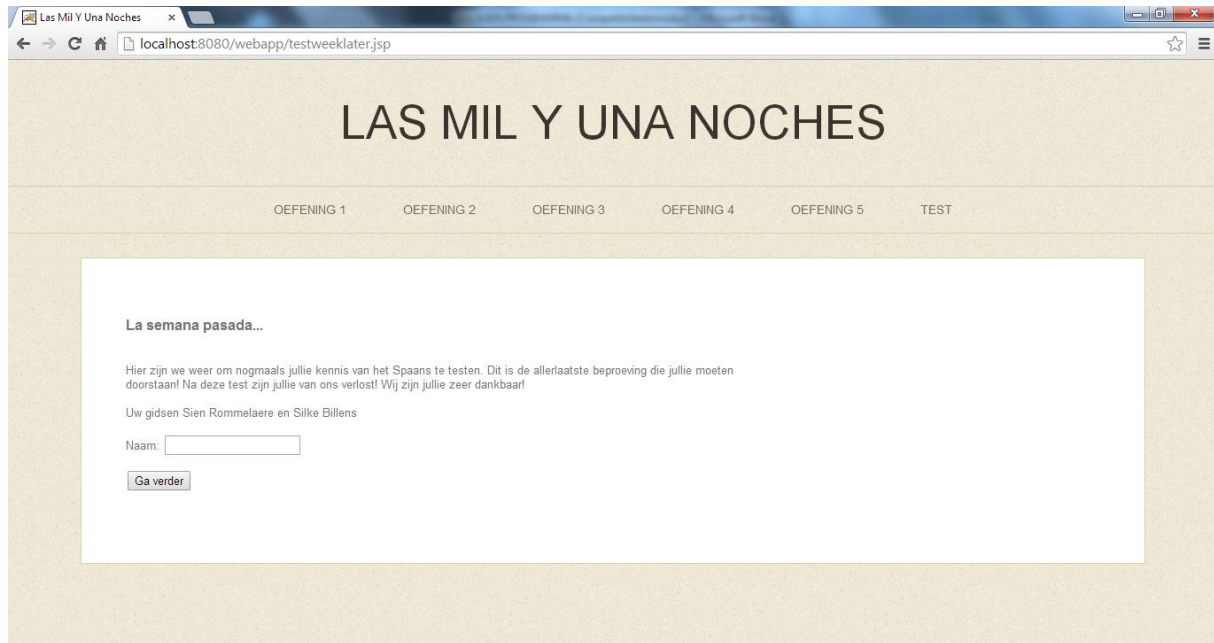 Las Mil Y Una Noches
localhost:8080/webapp/testweeklater.jsp
LAS MIL Y UNA NOCHES
OEFENING 1 OEFENING 2 OEFENING 3 OEFENING 4 OEFENING 5 TEST
La semana pasada...
Hier zijn we weer om nogmaals jullie kennis van het Spaans te testen. Dit is de allerlaatste beproeving die jullie moeten
doorstaan! Na deze test zijn jullie van ons verlost! Wij zijn jullie zeer dankbaar!
Uw gidsen Sien Rommelaere en Silke Billens
Naam:
Ga verder